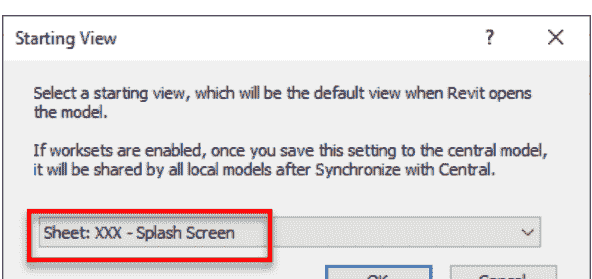 Starting View
?
Select a starting view, which will be the default view when Revit opens
the model.
If worksets are enabled, once you save this setting to the central model,
it will be shared by all local models after Synchronize with Central.
Sheet: XXX - Splash Screen
OK Cancel